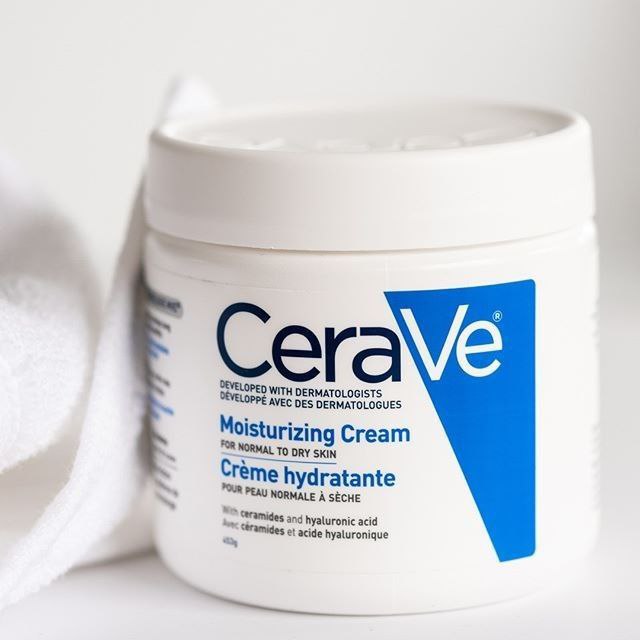 CeraVe®
DEVELOPED WITH DERMATOLOGISTS
DÉVELOPPÉ AVEC DES DERMATOLOGUES
Moisturizing Cream
FOR NORMAL TO DRY SKIN
Crème hydratante
POUR PEAU NORMALE À SÈCHE
With ceramides and hyaluronic acid
Avec céramides et acide hyaluronique
453g